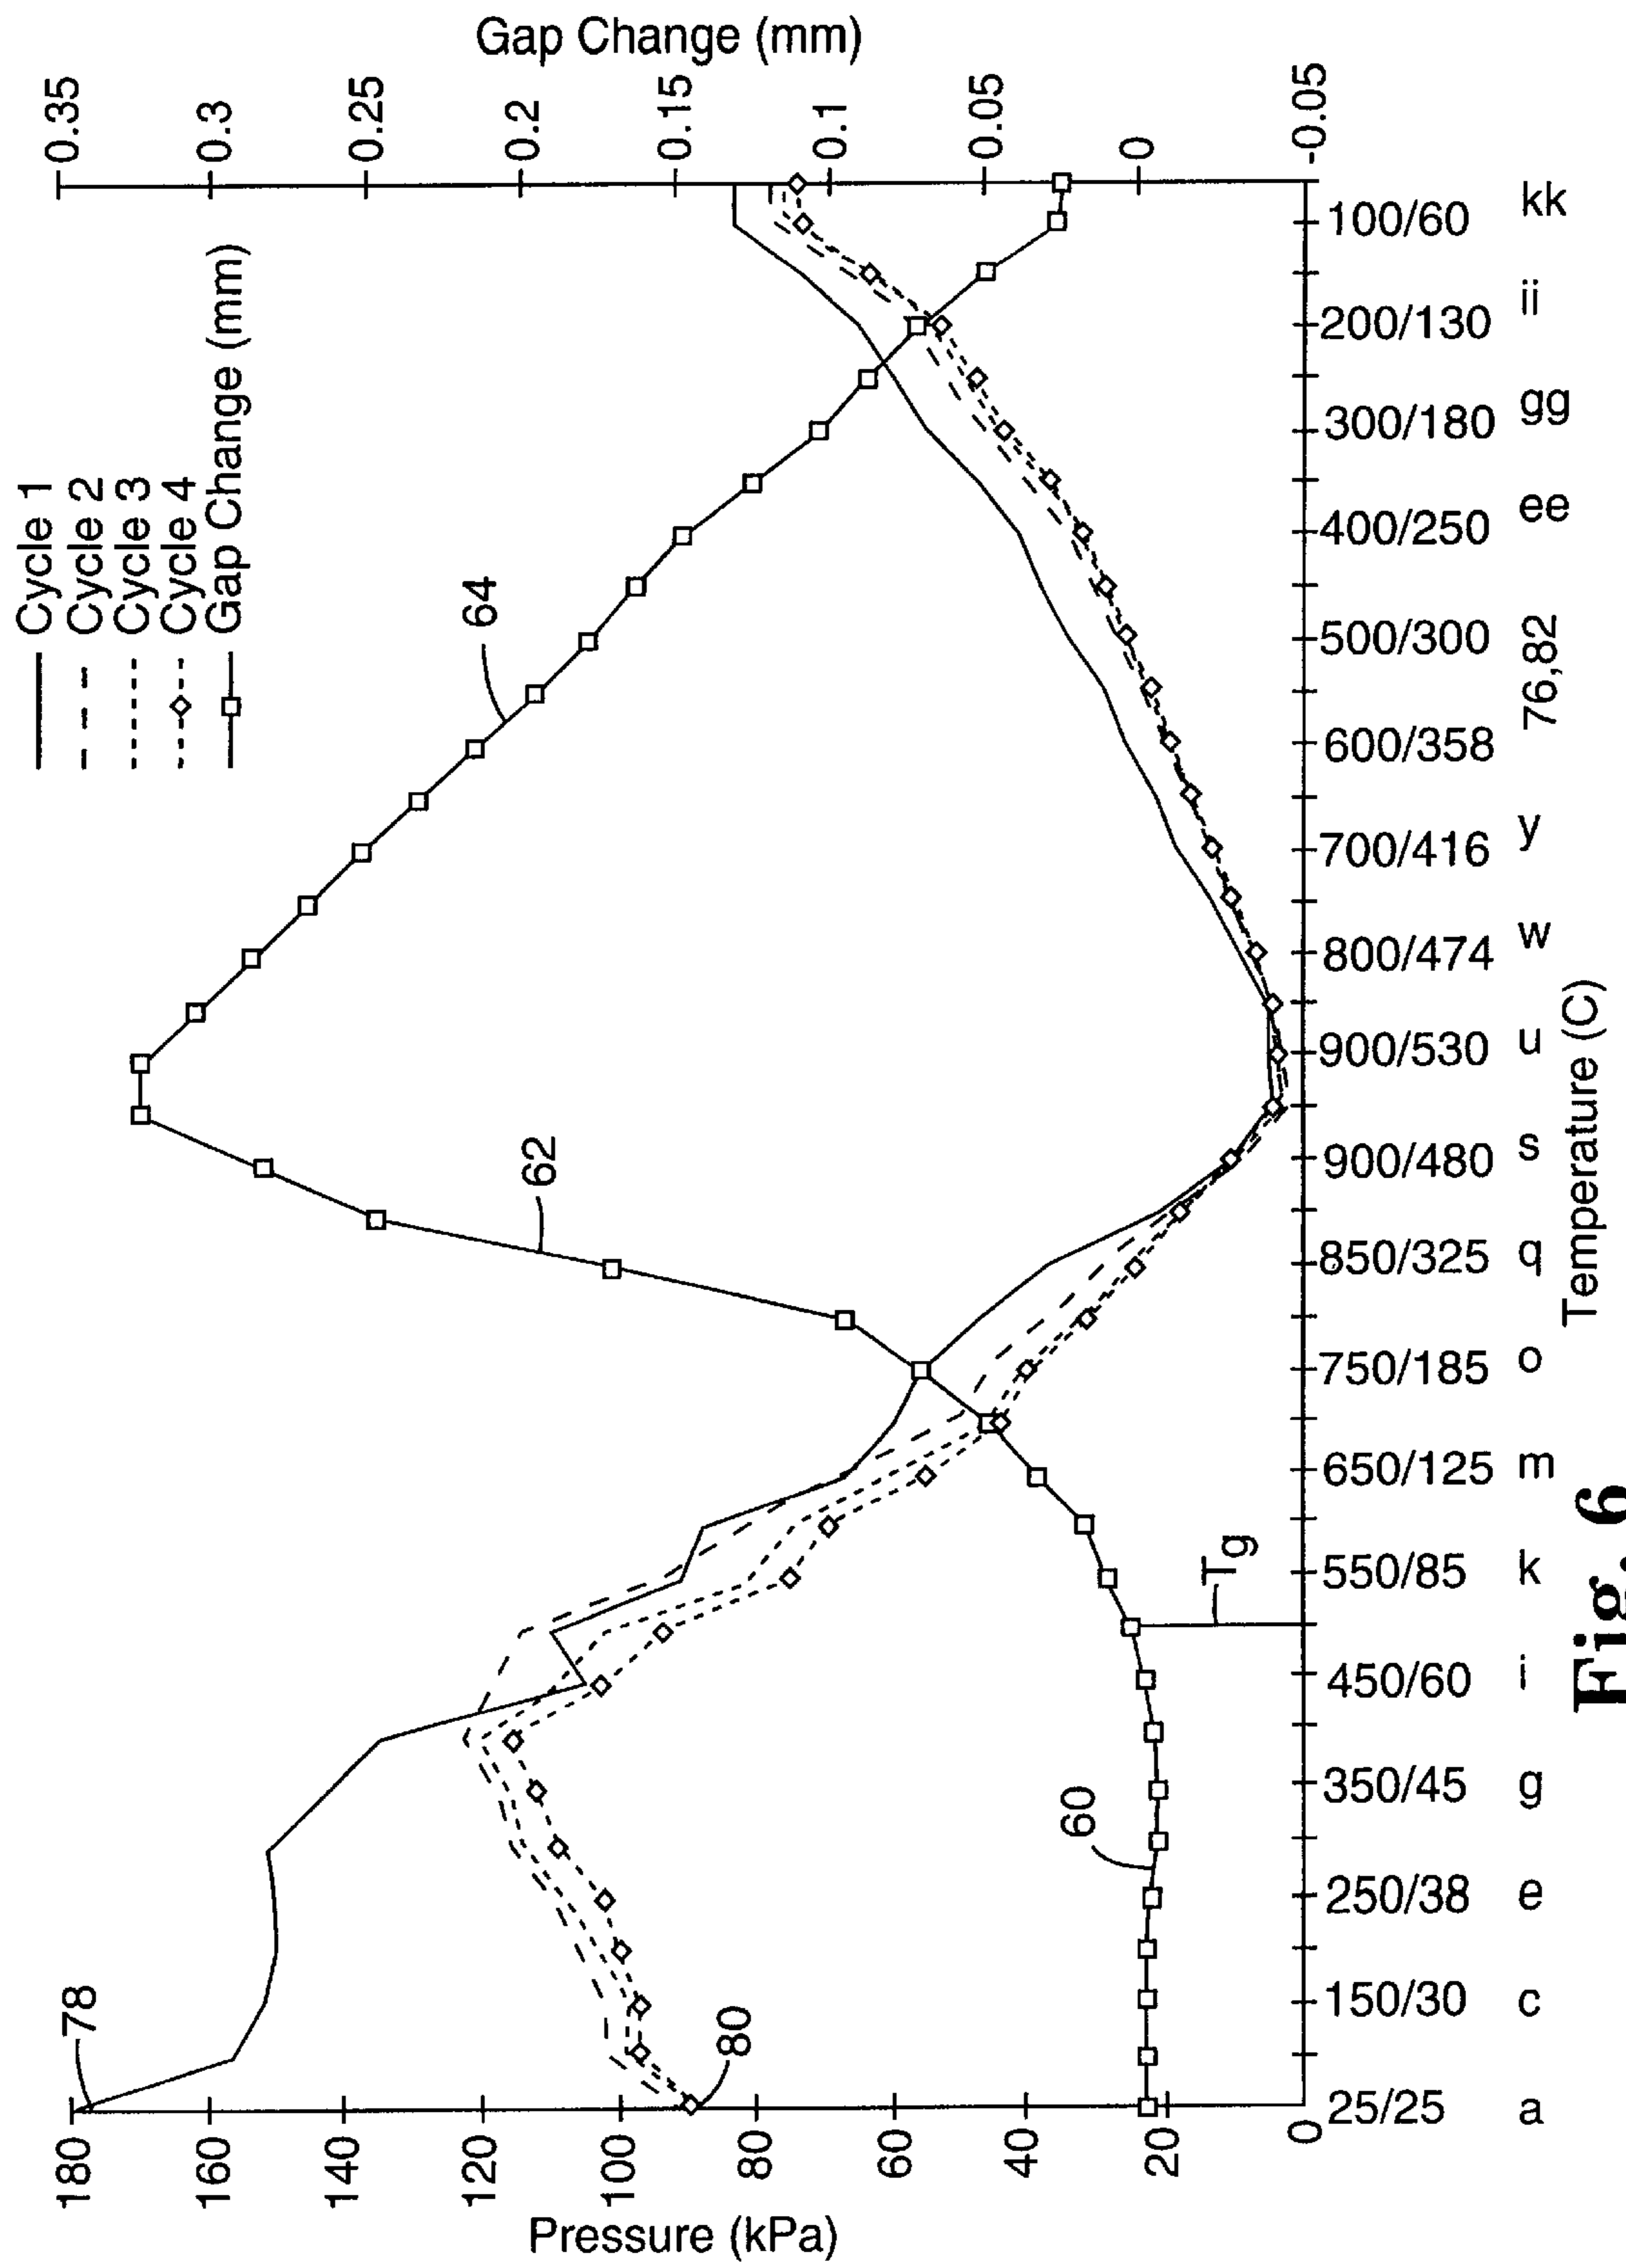 Cycle 1
Cycle 2
Cycle 3
Cycle 4
Gap Change (mm)
Pressure (kPa)
180
160
140
120
100
80
60
40
20
0
Gap Change (mm)
0.35
0.3
0.25
0.2
0.15
0.1
0.05
0
-0.05
78
80
60
62
64
Tg
25/25
150/30
250/38
350/45
450/60
550/85
650/125
750/185
850/325
900/480
900/530
800/474
700/416
600/358
500/300
400/250
300/180
200/130
100/60
a
c
e
g
i
k
m
o
q
s
u
w
y
76,82
ee
gg
ii
kk
Temperature (C)
Fig. 6